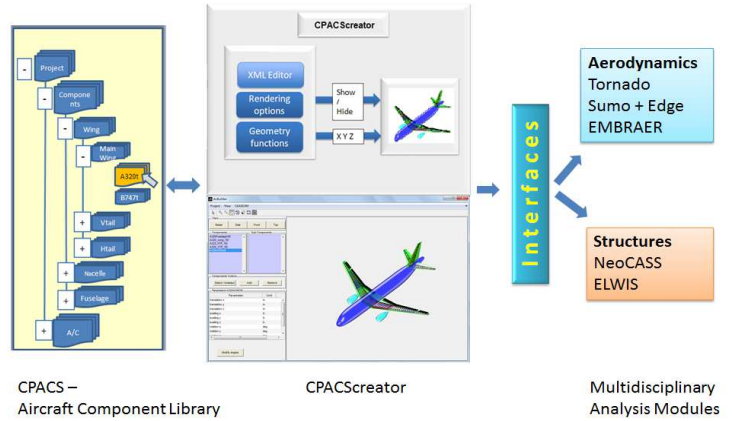 CPACScreator
Project
Compone
nts
Wing
Main
Wing
A320t
B747t
Vtail
Htail
Nacelle
Fuselage
A/C
XML Editor
Rendering
options
Geometry
functions
Show
/
Hide
X Y Z
Interfaces
Aerodynamics
Tornado
Sumo + Edge
EMBRAER
Structures
NeoCASS
ELWIS
CPACS –
Aircraft Component Library
CPACScreator
Multidisciplinary
Analysis Modules